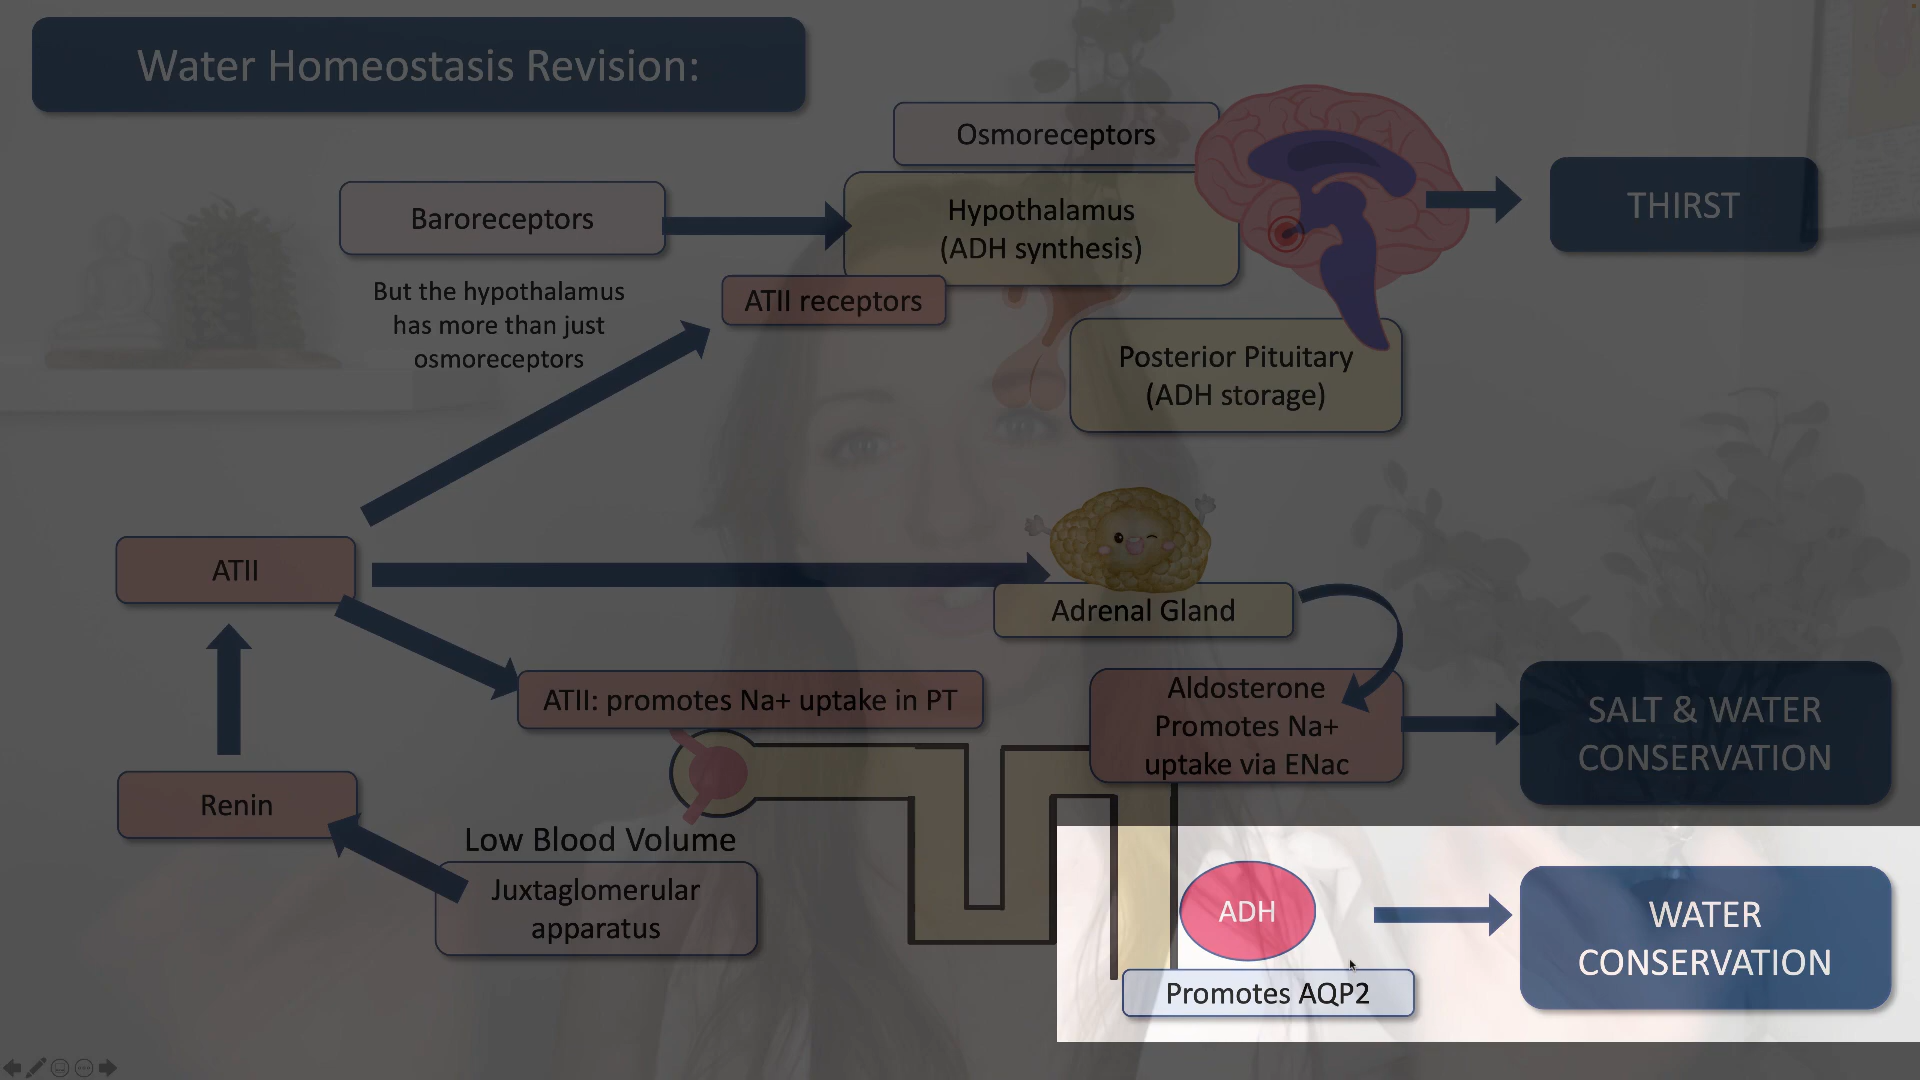 Water Homeostasis Revision:
Osmoreceptors
Baroreceptors
Hypothalamus
(ADH synthesis)
THIRST
But the hypothalamus
has more than just
osmoreceptors
ATII receptors
Posterior Pituitary
(ADH storage)
ATII
Adrenal Gland
ATII: promotes Na+ uptake in PT
Aldosterone
Promotes Na+
uptake via ENac
SALT & WATER
CONSERVATION
Renin
Low Blood Volume
Juxtaglomerular
apparatus
ADH
Promotes AQP2
WATER
CONSERVATION